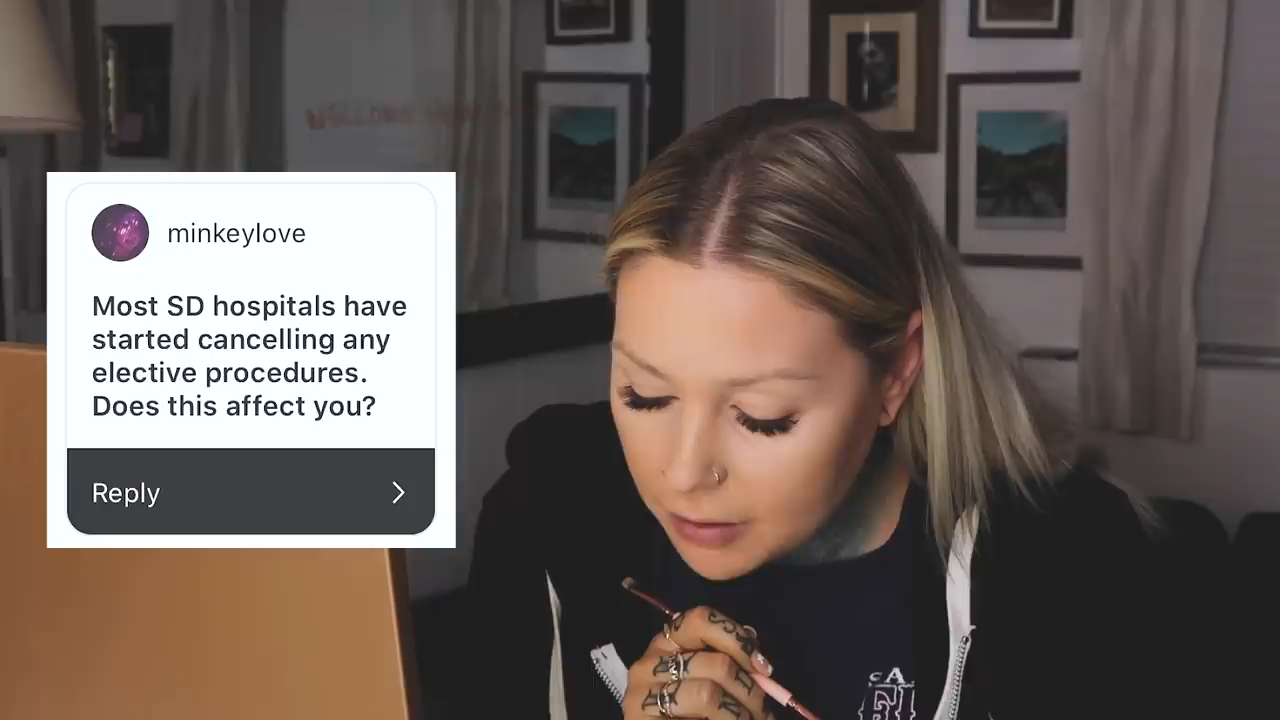 minkeylove
Most SD hospitals have
started cancelling any
elective procedures.
Does this affect you?
Reply